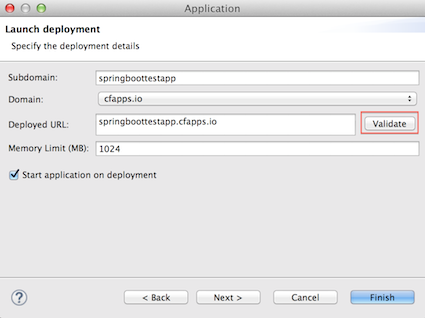 Application
Launch deployment
Specify the deployment details
Subdomain: springboottestapp
Domain: cfapps.io
Deployed URL: springboottestapp.cfapps.io Validate
Memory Limit (MB): 1024
Start application on deployment
? < Back Next > Cancel Finish